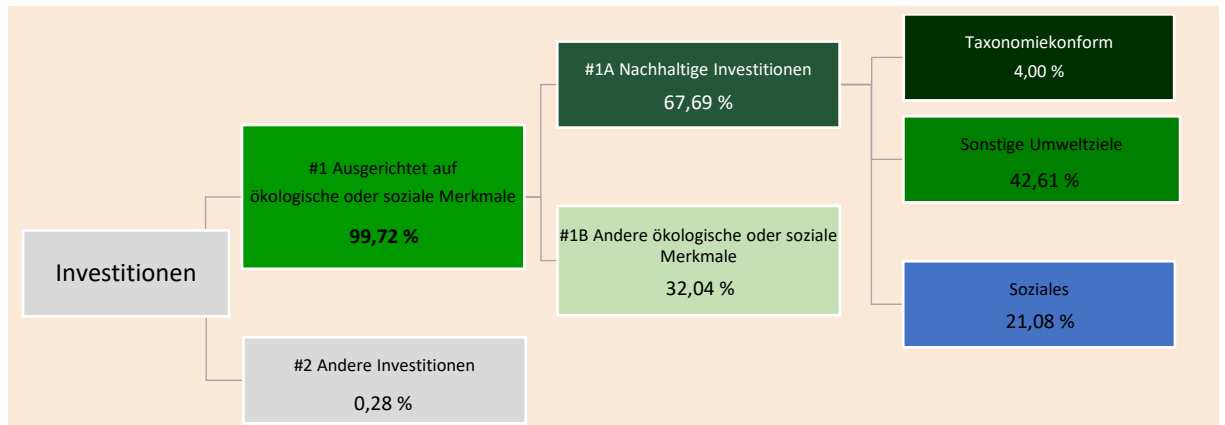 Investitionen
#1 Ausgerichtet auf
ökologische oder soziale Merkmale
99,72 %
#2 Andere Investitionen
0,28 %
#1A Nachhaltige Investitionen
67,69 %
#1B Andere ökologische oder soziale
Merkmale
32,04 %
Taxonomiekonform
4,00 %
Sonstige Umweltziele
42,61 %
Soziales
21,08 %